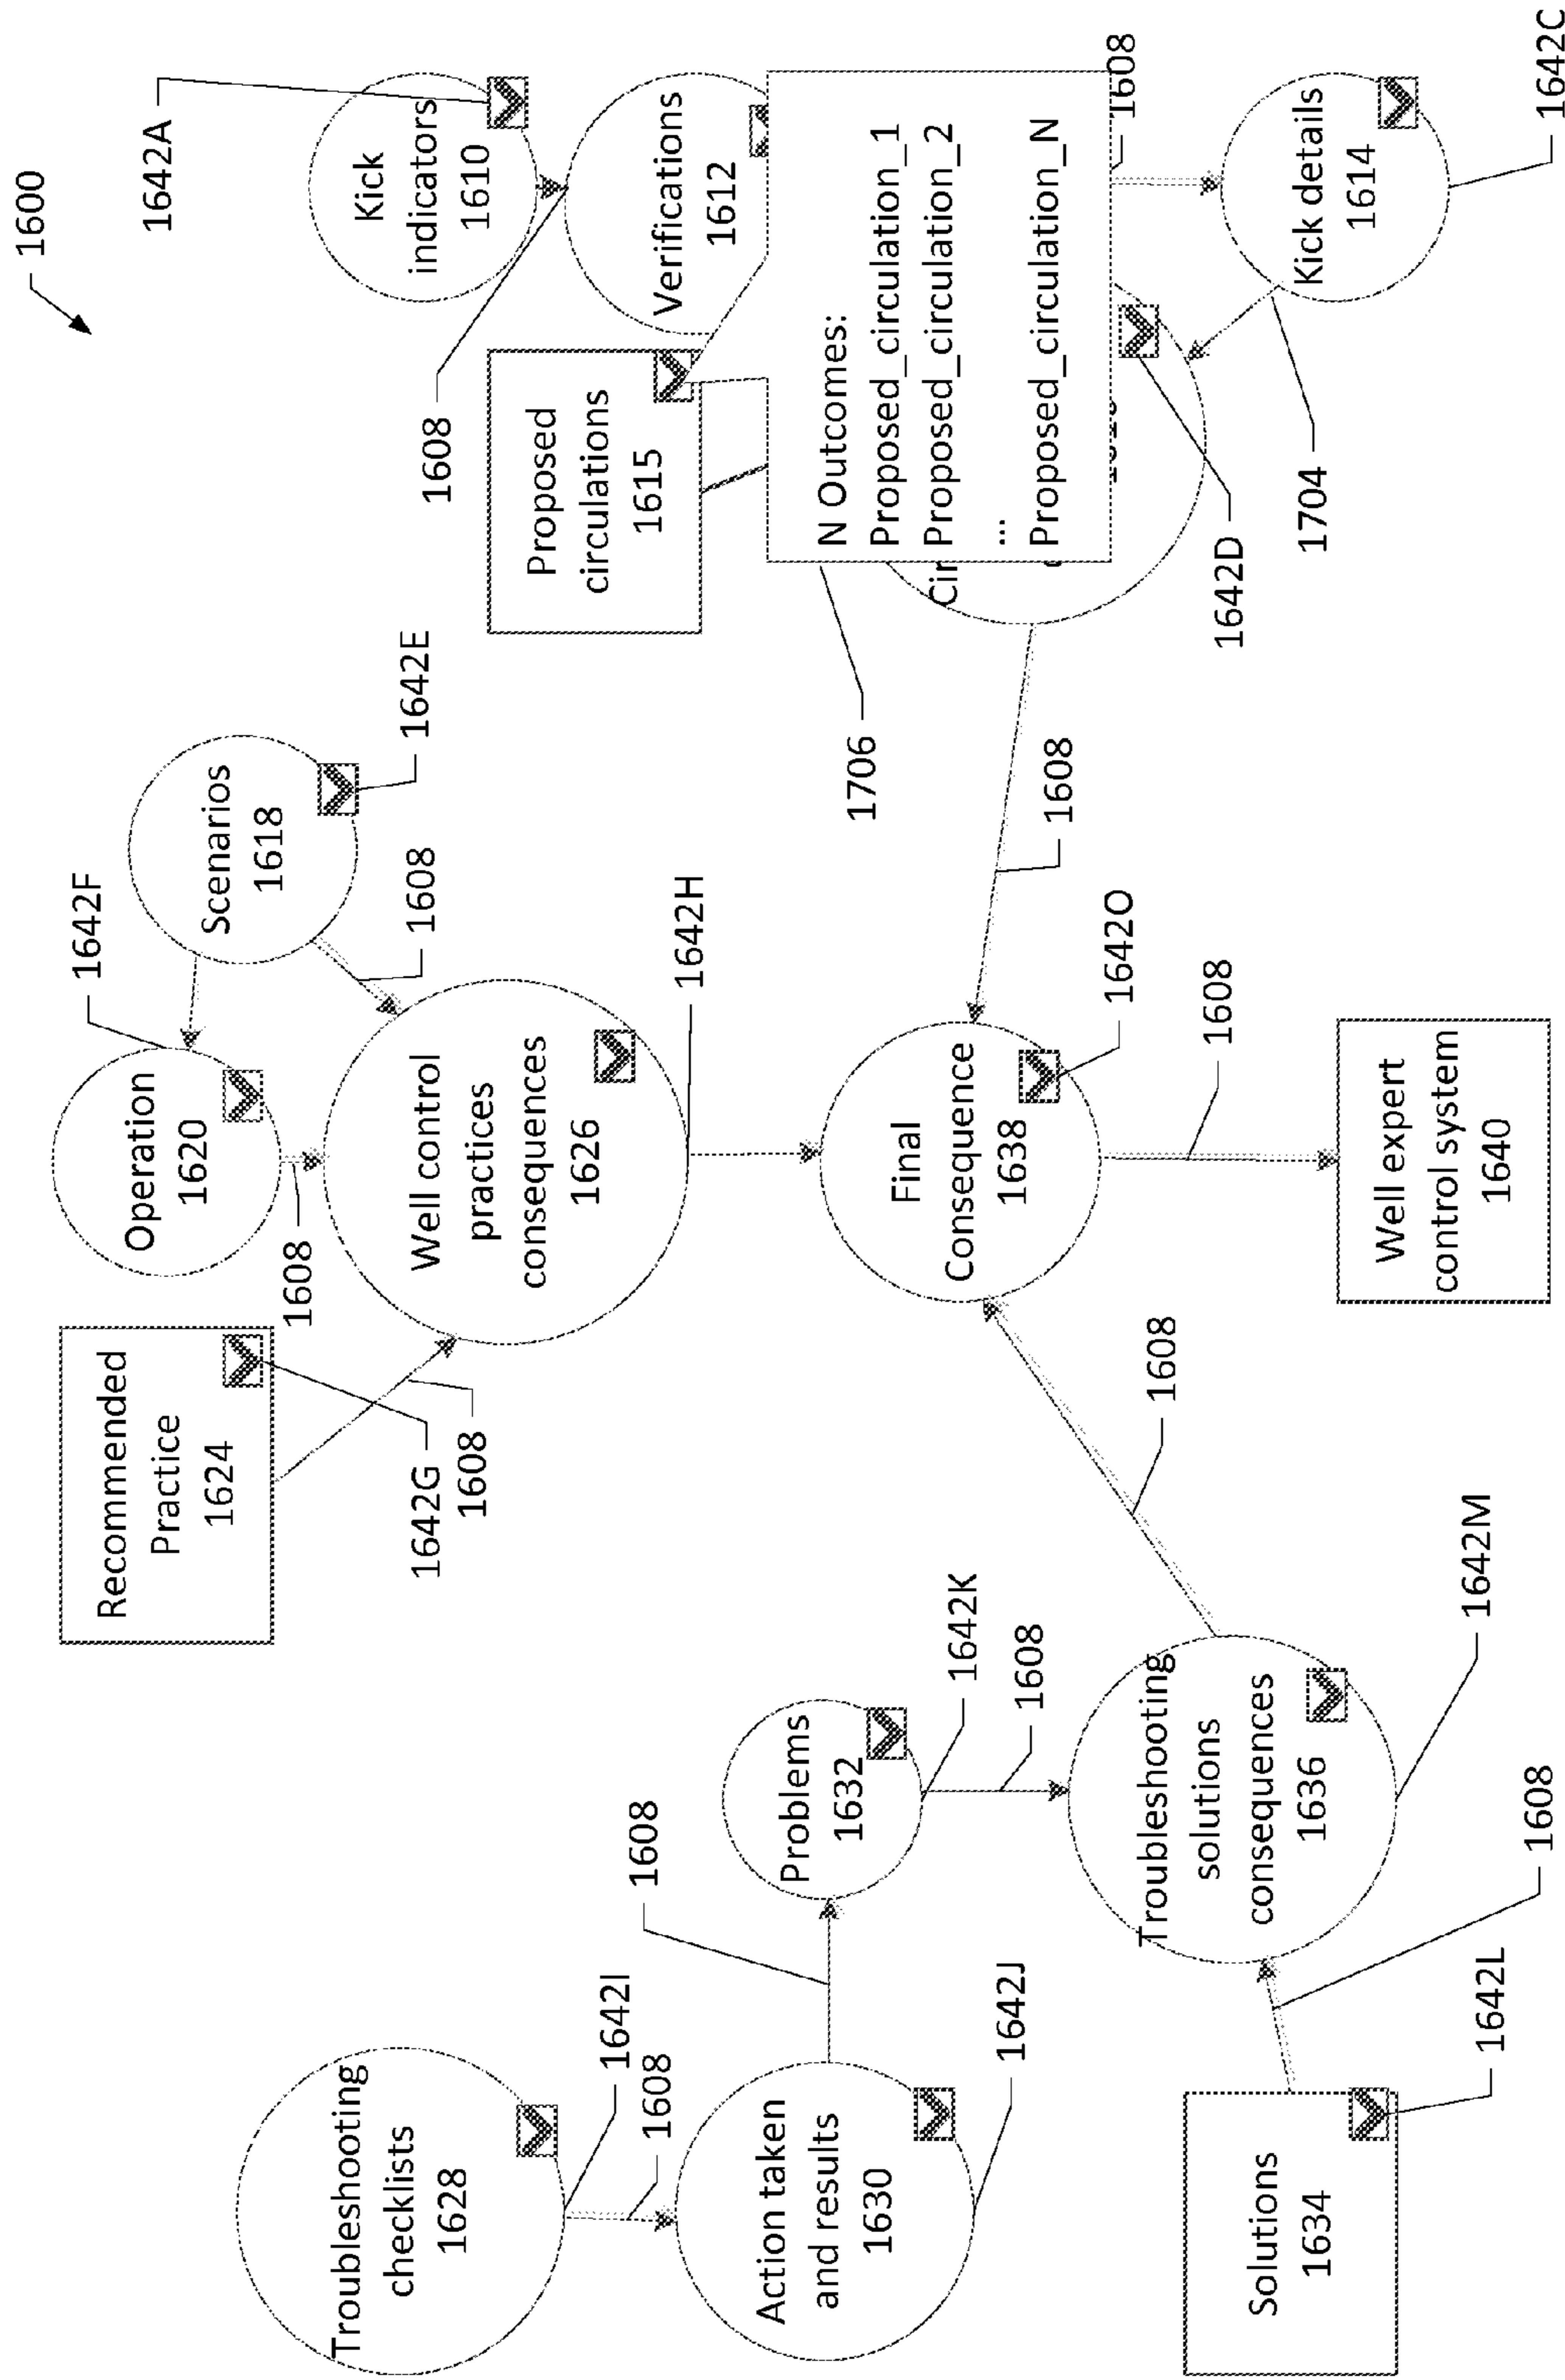 1600
Troubleshooting
checklists
1628
1642I
1608
Action taken
and results
1630
1642J
1608
Problems
1632
1642K
1608
Solutions
1634
1642L
1608
Troubleshooting
solutions
consequences
1636
1642M
1608
Recommended
Practice
1624
1642G
1608
Operation
1620
1642F
1608
Scenarios
1618
1642E
1608
Well control
practices
consequences
1626
1642H
Final
Consequence
1638
1642O
1608
Well expert
control system
1640
1608
Kick
indicators
1610
1642A
1608
Verifications
1612
Proposed
circulations
1615
N Outcomes:
Proposed_circulation_1
Proposed_circulation_2
...
Proposed_circulation_N
1706
Cir
1642D
1608
Kick details
1614
1704
1642C